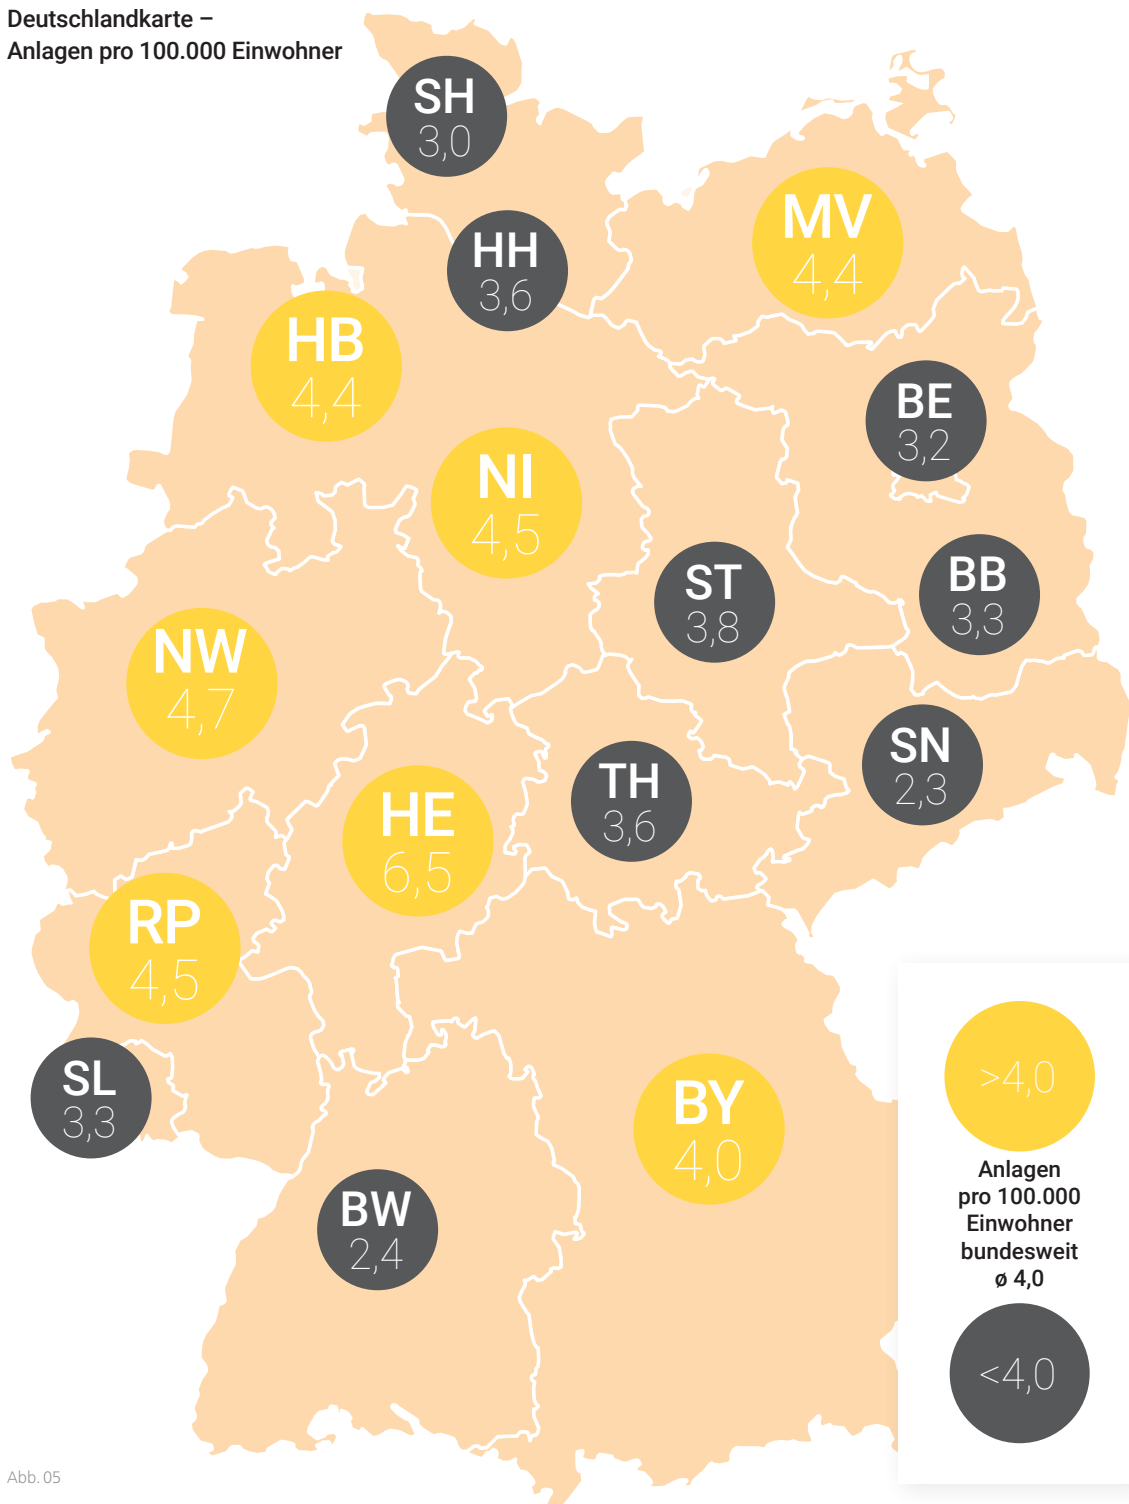 Deutschlandkarte –
Anlagen pro 100.000 Einwohner
SH
3,0
HH
3,6
MV
4,4
HB
4,4
BE
3,2
NI
4,5
ST
3,8
BB
3,3
NW
4,7
SN
2,3
TH
3,6
HE
6,5
RP
4,5
SL
3,3
BY
4,0
BW
2,4
>4,0
Anlagen
pro 100.000
Einwohner
bundesweit
ø 4,0
<4,0
Abb. 05